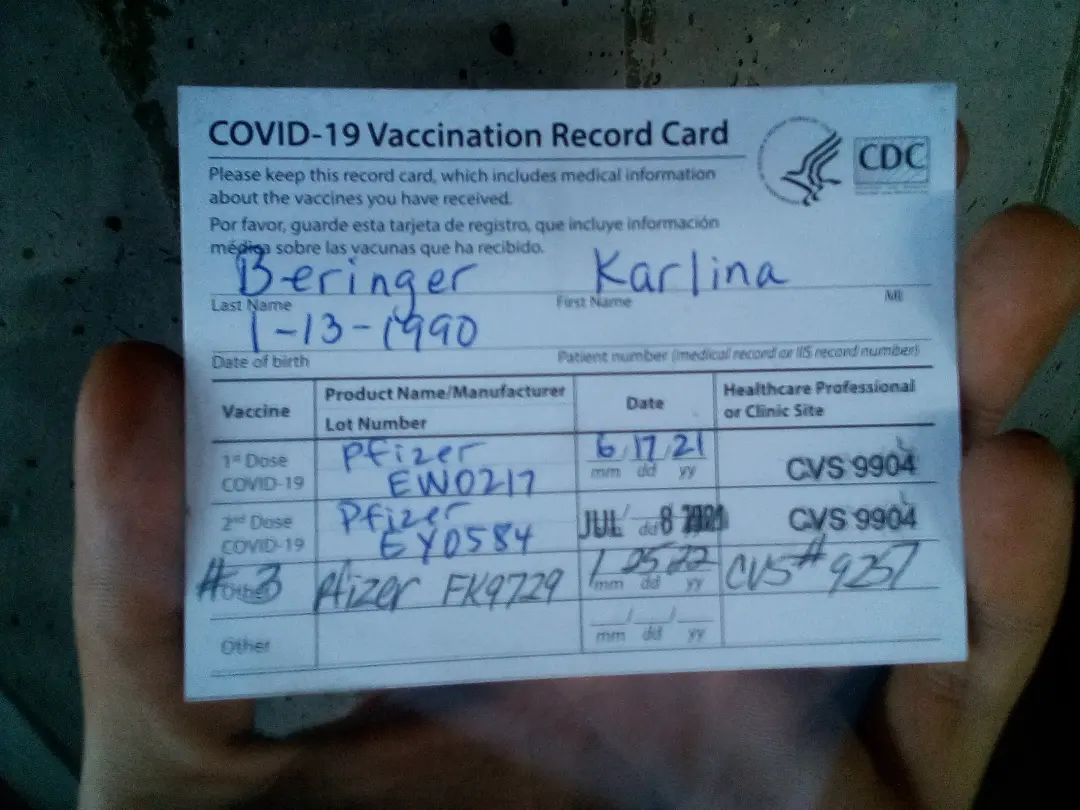 COVID-19 Vaccination Record Card
CDC
Please keep this record card, which includes medical information
about the vaccines you have received.
Por favor, guarde esta tarjeta de registro, que incluye información
médica sobre las vacunas que ha recibido.
Beringer Karlina
Last Name First Name MI
1-13-1990
Date of birth Patient number (medical record or IIS record number)
Vaccine Product Name/Manufacturer Date Healthcare Professional
Lot Number or Clinic Site
1st Dose Pfizer 6/17/21 CVS 9904
COVID-19 EW0217 mm dd yy
2nd Dose Pfizer JUL 8 2021 CVS 9904
COVID-19 EY0584 dd
#3 Other Pfizer FK9729 1/25/22 CVS# 9257
mm dd yy
Other / /
mm dd yy